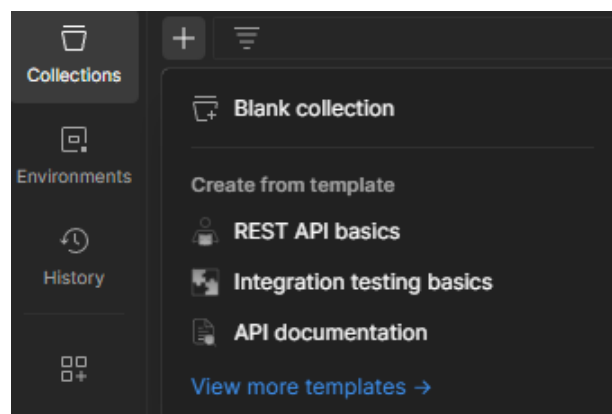 Collections
Environments
History
Blank collection
Create from template
REST API basics
Integration testing basics
API documentation
View more templates →